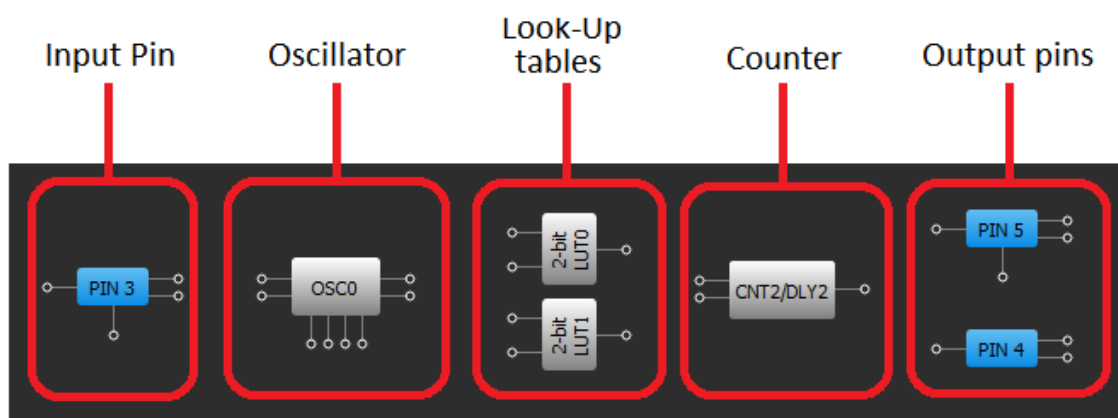 Input Pin
Oscillator
Look-Up
tables
Counter
Output pins
PIN 3
OSC0
2-bit
LUT0
2-bit
LUT1
CNT2/DLY2
PIN 5
PIN 4